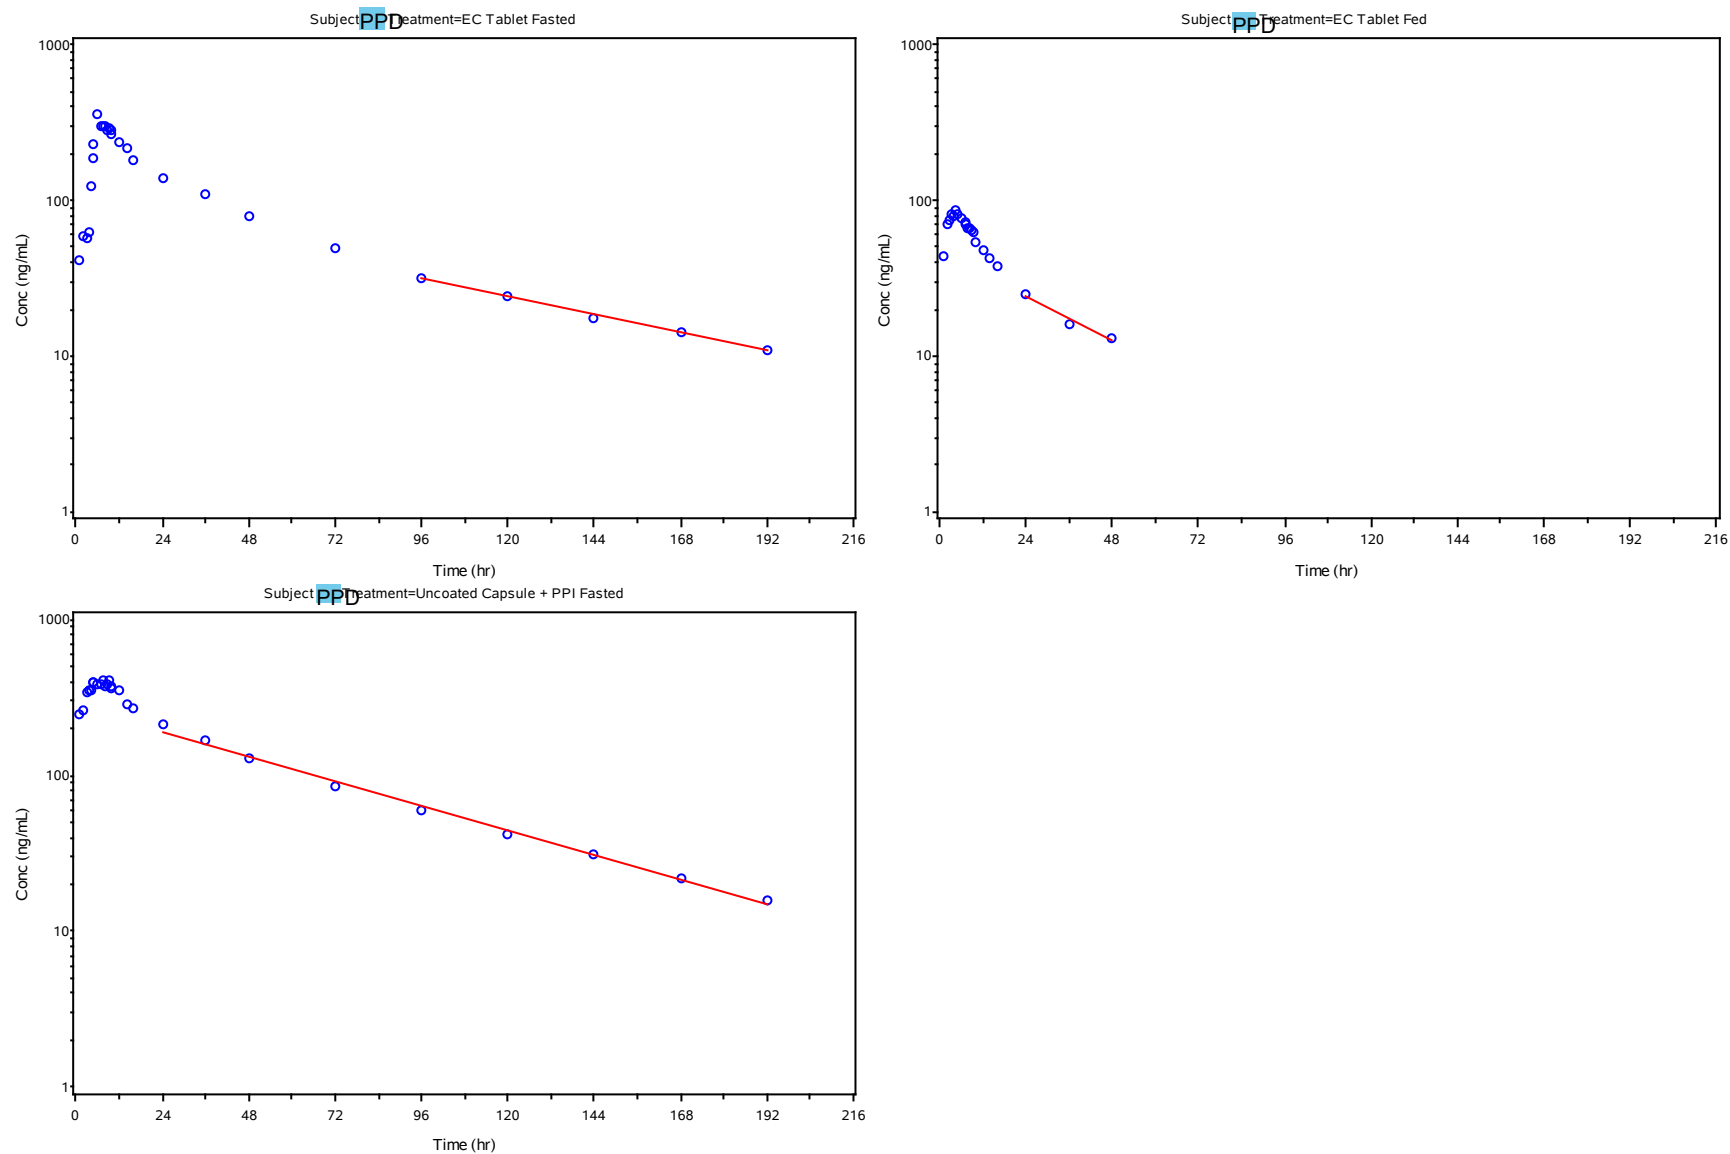 Subject PPD Treatment=EC Tablet Fasted
1000
100
10
1
Conc (ng/mL)
0 24 48 72 96 120 144 168 192 216
Time (hr)
Subject PPD Treatment=EC Tablet Fed
1000
100
10
1
Conc (ng/mL)
0 24 48 72 96 120 144 168 192 216
Time (hr)
Subject PPD Treatment=Uncoated Capsule + PPI Fasted
1000
100
10
1
Conc (ng/mL)
0 24 48 72 96 120 144 168 192 216
Time (hr)